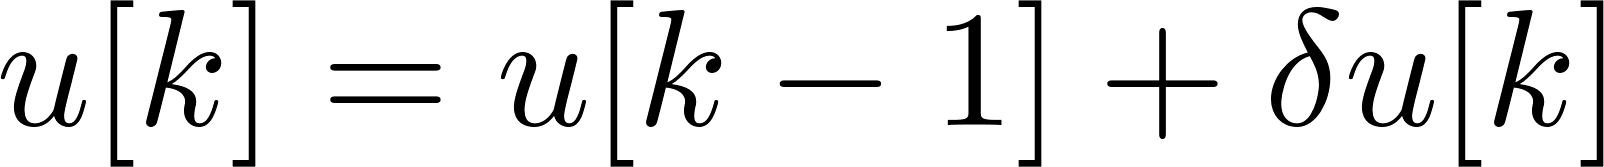 u[k] = u[k − 1] + δu[k]